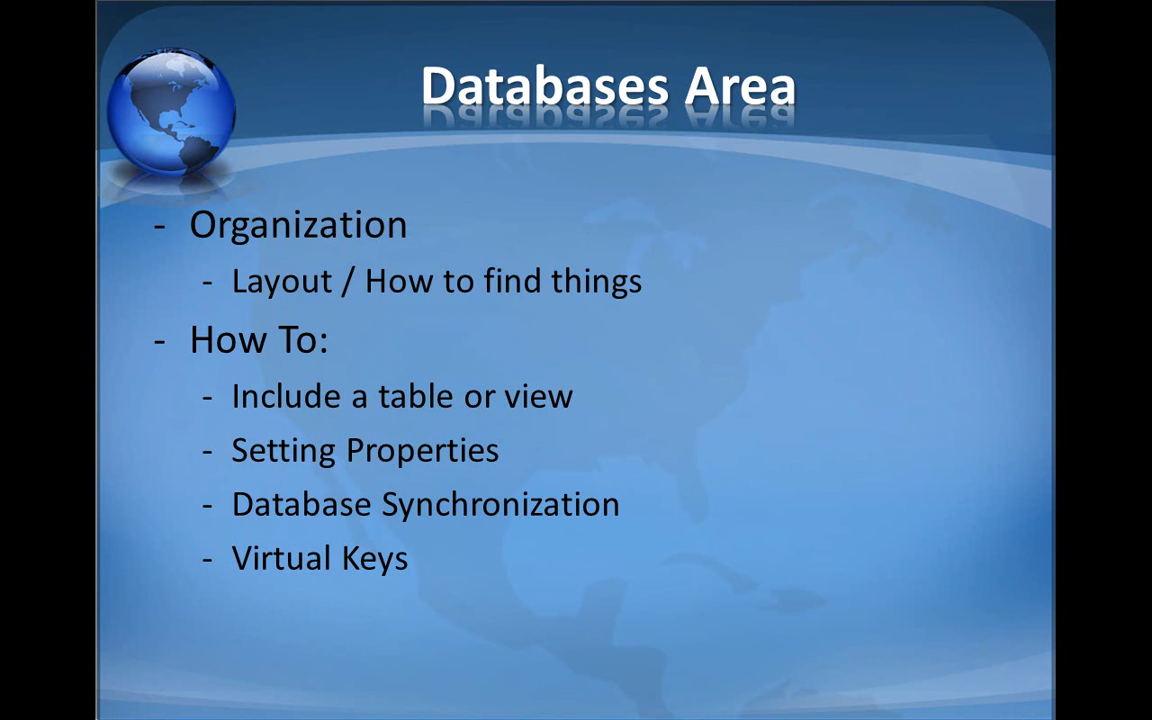 Databases Area
- Organization
- Layout / How to find things
- How To:
- Include a table or view
- Setting Properties
- Database Synchronization
- Virtual Keys